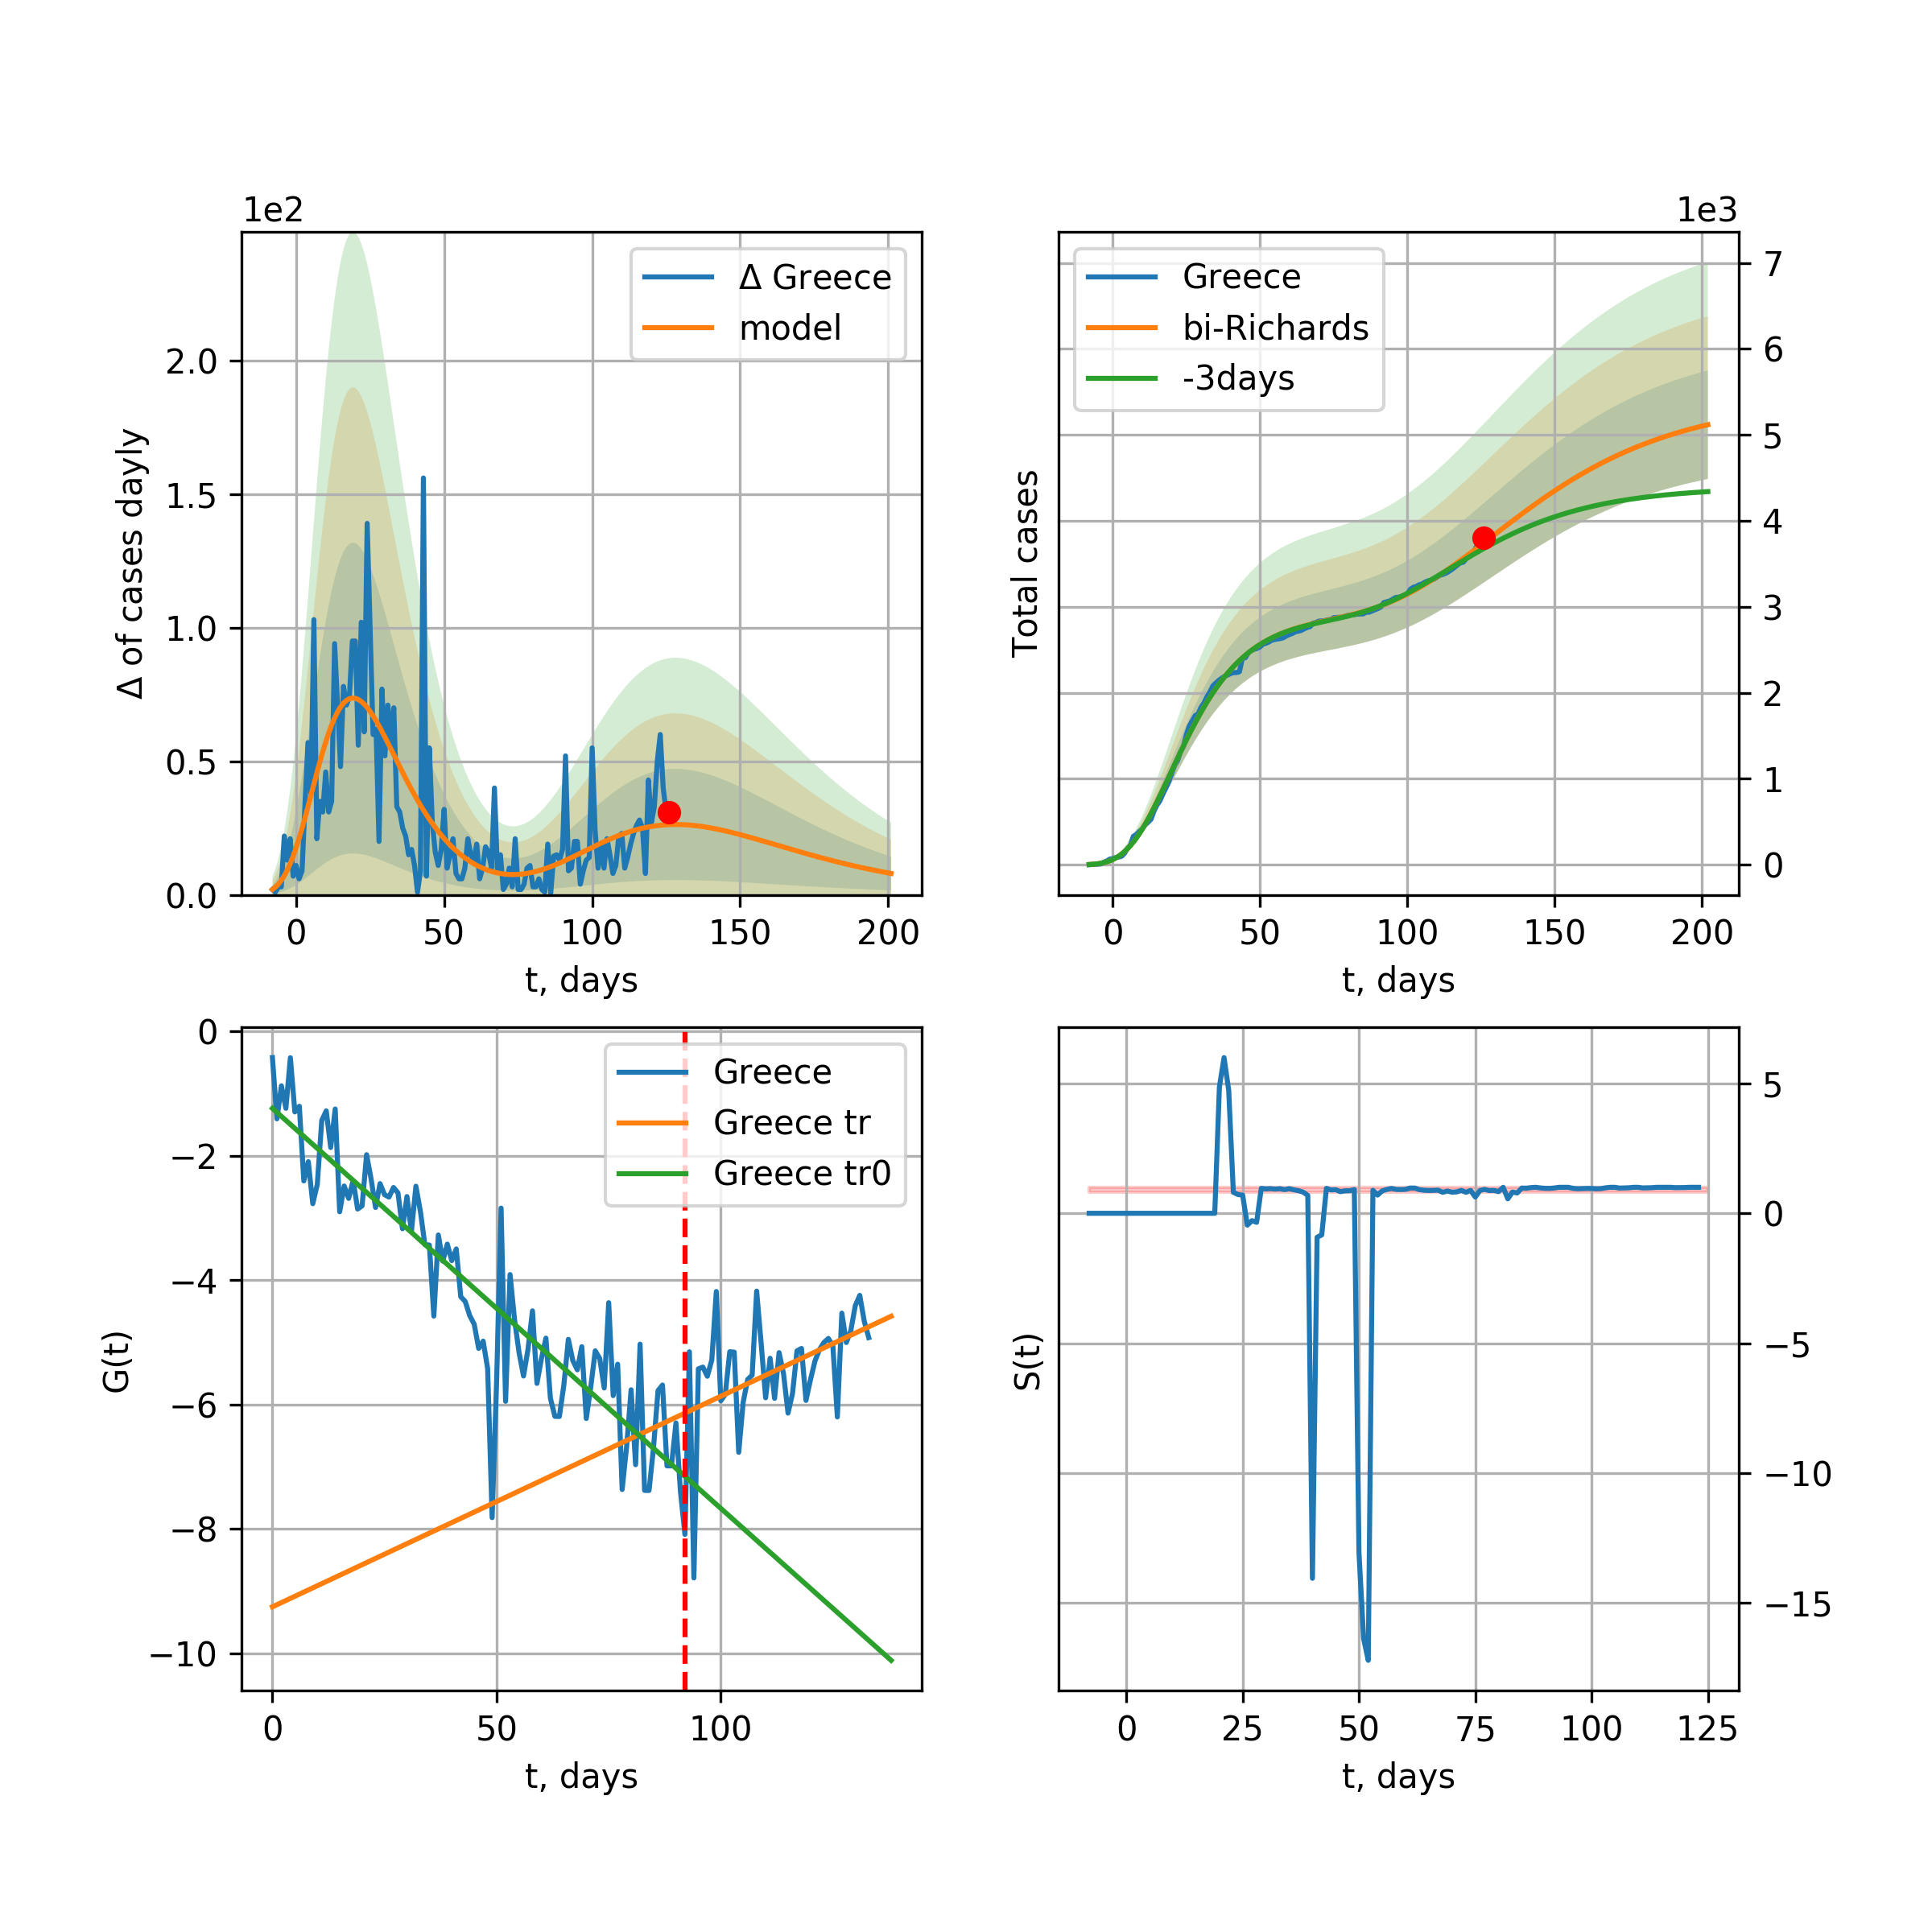 1e2
Δ Greece
model
2.0
1.5
1.0
0.5
0.0
Δ of cases dayly
0 50 100 150 200
t, days
1e3
Greece
bi-Richards
-3days
7
6
5
4
3
2
1
0
Total cases
0 50 100 150 200
t, days
Greece
Greece tr
Greece tr0
0
−2
−4
−6
−8
−10
G(t)
0 50 100
t, days
5
0
−5
−10
−15
S(t)
0 25 50 75 100 125
t, days